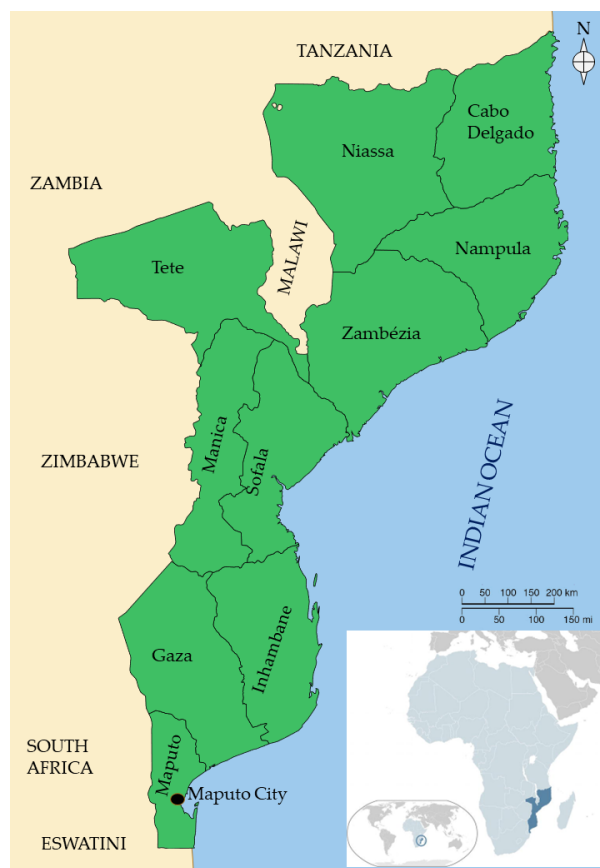 TANZANIA
N
Cabo
Delgado
Niassa
ZAMBIA
Nampula
MALAWI
Tete
Zambézia
INDIAN OCEAN
Manica
Sofala
ZIMBABWE
0 50 100 150 200 km
0 50 100 150 mi
Inhambane
Gaza
SOUTH
AFRICA
Maputo
Maputo City
ESWATINI